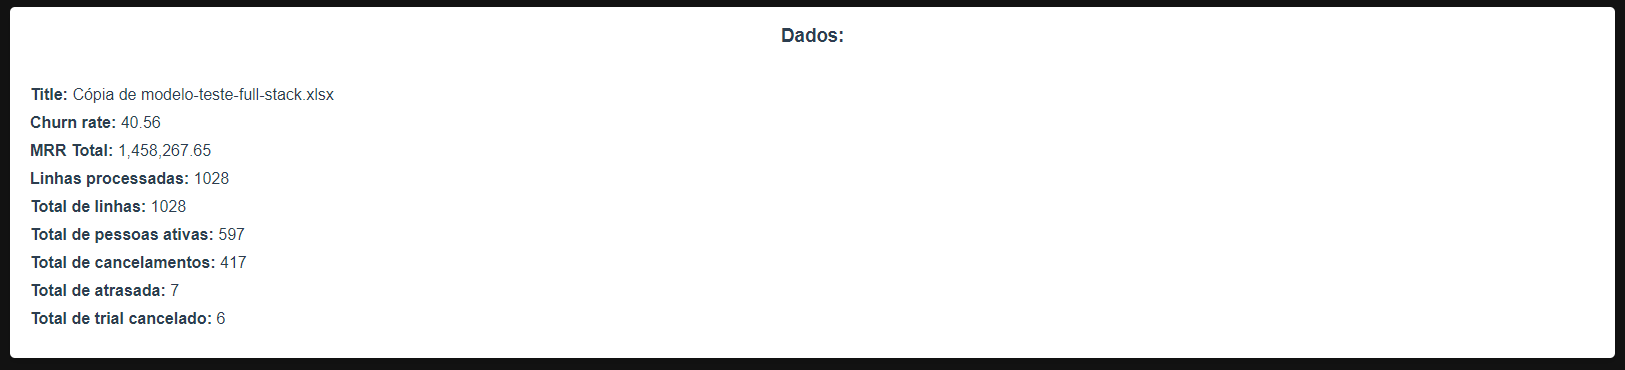 Dados:
Title: Cópia de modelo-teste-full-stack.xlsx
Churn rate: 40.56
MRR Total: 1,458,267.65
Linhas processadas: 1028
Total de linhas: 1028
Total de pessoas ativas: 597
Total de cancelamentos: 417
Total de atrasada: 7
Total de trial cancelado: 6